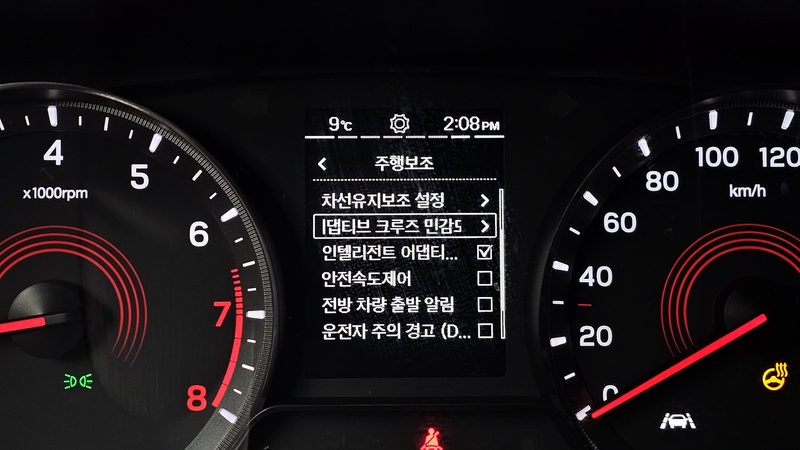 9℃ 2:08PM
주행보조
차선유지보조 설정
댑티브 크루즈 민감
인텔리전트 어댑티...
안전속도제어
전방 차량 출발 알림
운전자 주의 경고 (D...
4
5
6
7
8
x1000rpm
0
20
40
60
80
100
120
km/h